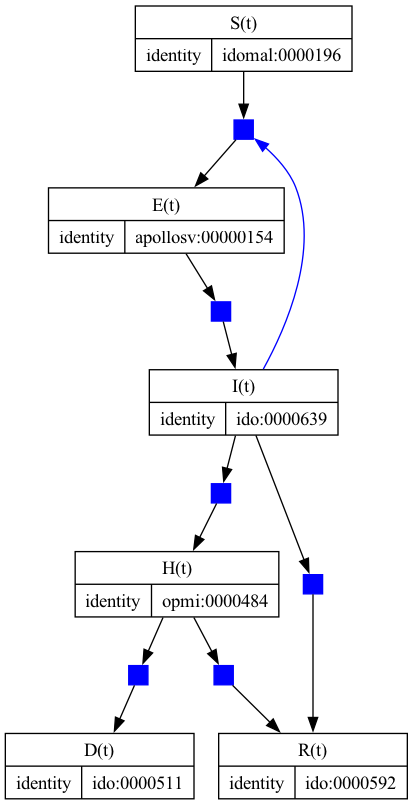 S(t)
identity idomal:0000196
E(t)
identity apollosv:00000154
I(t)
identity ido:0000639
H(t)
identity opmi:0000484
D(t)
identity ido:0000511
R(t)
identity ido:0000592